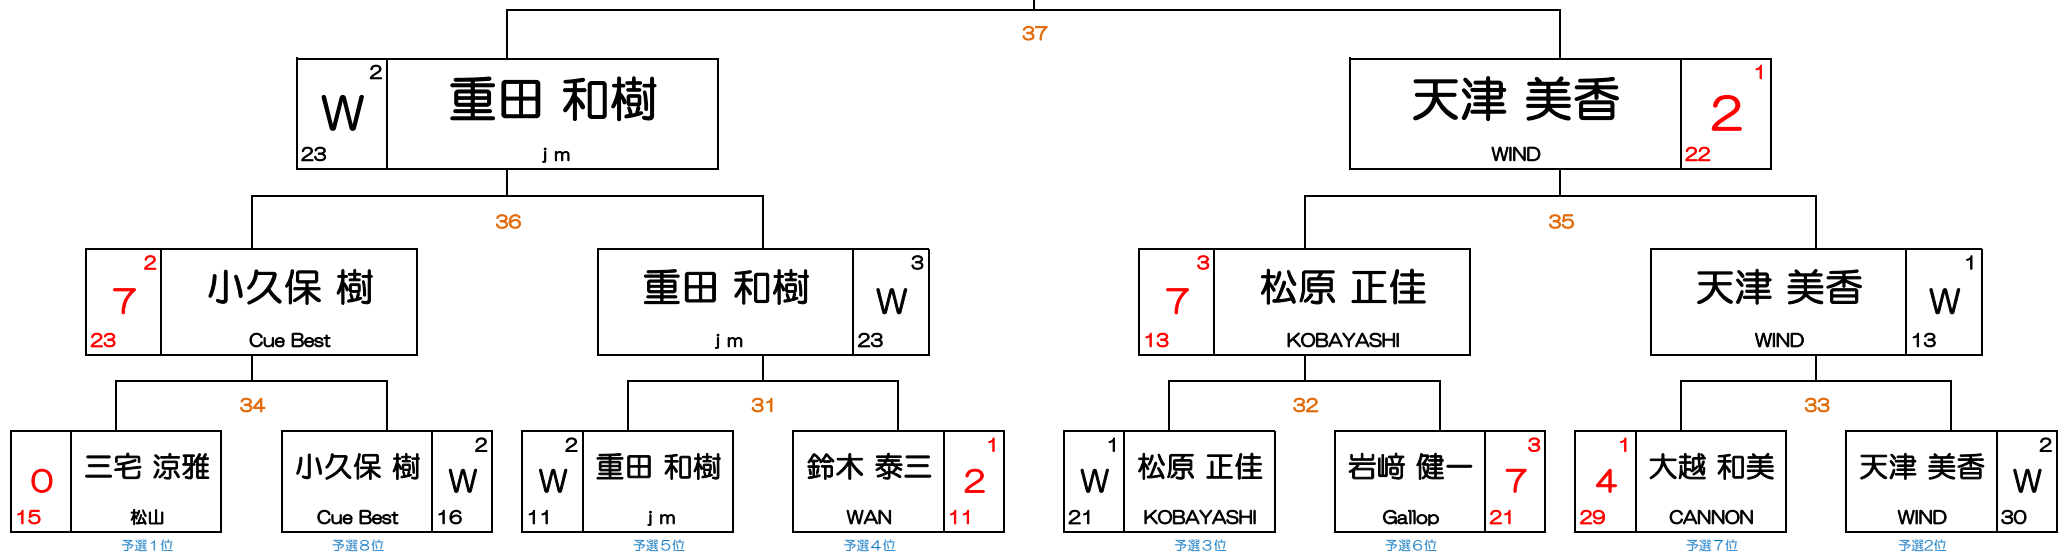 37
2
W
23
重田 和樹
jm
天津 美香
WIND
1
2
22
36
35
2
7
23
小久保 樹
Cue Best
重田 和樹
jm
3
W
23
3
7
13
松原 正佳
KOBAYASHI
天津 美香
WIND
1
W
13
34
31
32
33
0
15
三宅 涼雅
松山
小久保 樹
Cue Best
2
W
16
2
W
11
重田 和樹
jm
鈴木 泰三
WAN
1
2
11
1
W
21
松原 正佳
KOBAYASHI
岩﨑 健一
Gallop
3
7
21
1
4
29
大越 和美
CANNON
天津 美香
WIND
2
W
30
予選1位
予選8位
予選5位
予選4位
予選3位
予選6位
予選7位
予選2位